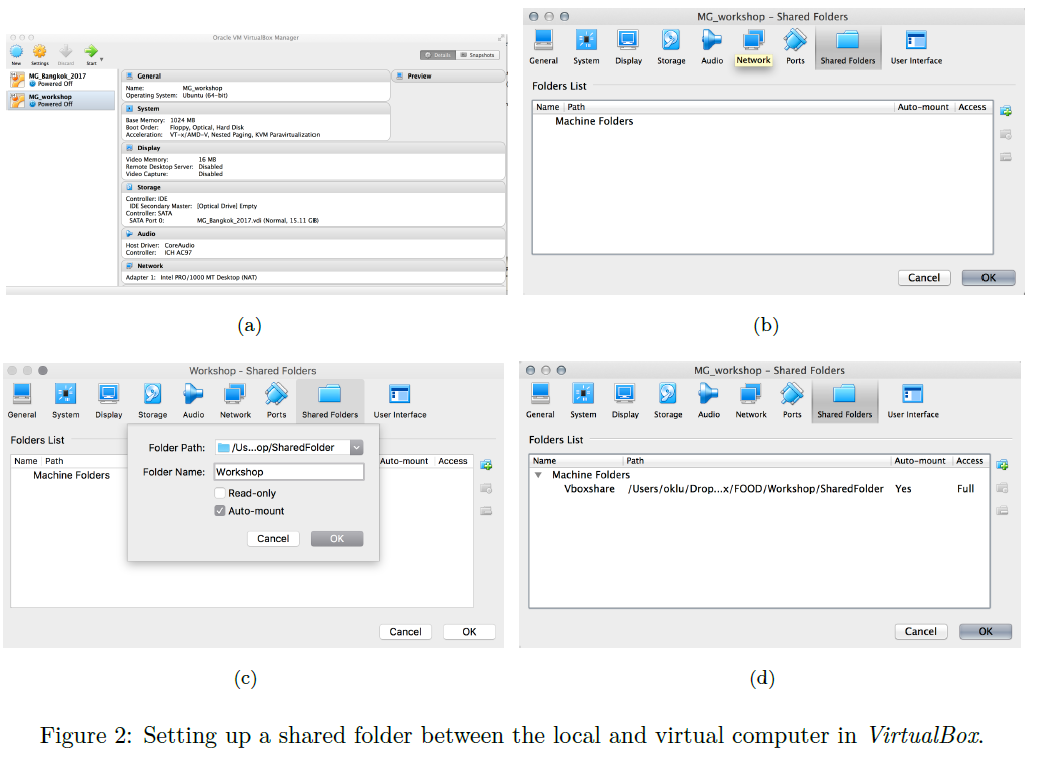 Oracle VM VirtualBox Manager
New Settings Discard Start
Details Snapshots
MG_Bangkok_2017
Powered Off
MG_workshop
Powered Off
General
Name: MG_workshop
Operating System: Ubuntu (64-bit)
Preview
System
Base Memory: 1024 MB
Boot Order: Floppy, Optical, Hard Disk
Acceleration: VT-x/AMD-V, Nested Paging, KVM Paravirtualization
Display
Video Memory: 16 MB
Remote Desktop Server: Disabled
Video Capture: Disabled
Storage
Controller: IDE
IDE Secondary Master: [Optical Drive] Empty
Controller: SATA
SATA Port 0: MG_Bangkok_2017.vdi (Normal, 15.11 GB)
Audio
Host Driver: CoreAudio
Controller: ICH AC97
Network
Adapter 1: Intel PRO/1000 MT Desktop (NAT)
(a)
MG_workshop - Shared Folders
General System Display Storage Audio Network Ports Shared Folders User Interface
Folders List
Name Path Auto-mount Access
Machine Folders
Cancel OK
(b)
Workshop - Shared Folders
General System Display Storage Audio Network Ports Shared Folders User Interface
Folders List
Name Path Auto-mount Access
Machine Folders
Folder Path: /Us...op/SharedFolder
Folder Name: Workshop
Read-only
Auto-mount
Cancel OK
Cancel OK
(c)
MG_workshop - Shared Folders
General System Display Storage Audio Network Ports Shared Folders User Interface
Folders List
Name Path Auto-mount Access
Machine Folders
Vboxshare /Users/oklu/Drop...x/FOOD/Workshop/SharedFolder Yes Full
Cancel OK
(d)
Figure 2: Setting up a shared folder between the local and virtual computer in VirtualBox.